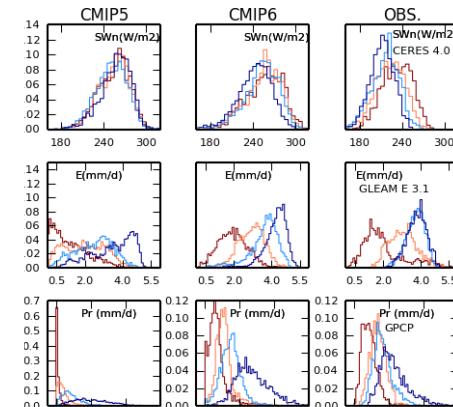 CMIP5 CMIP6 OBS.
.14 SWn(W/m2) SWn(W/m2) SWn(W/m2)
.12 CERES 4.0
.10
.08
.06
.04
.02
.00
180 240 300 180 240 300 180 240 300
.14 E(mm/d) E(mm/d) E(mm/d)
.12 GLEAM E 3.1
.10
.08
.06
.04
.02
.00
0.5 2.0 4.0 5.5 0.5 2.0 4.0 5.5 0.5 2.0 4.0 5.5
0.7 Pr (mm/d) 0.12 Pr (mm/d) 0.12 Pr (mm/d)
0.6 0.10 0.10 GPCP
0.5 0.08 0.08
0.4 0.06 0.06
0.3 0.04 0.04
0.2 0.02 0.02
0.1 0.00 0.00
0.0